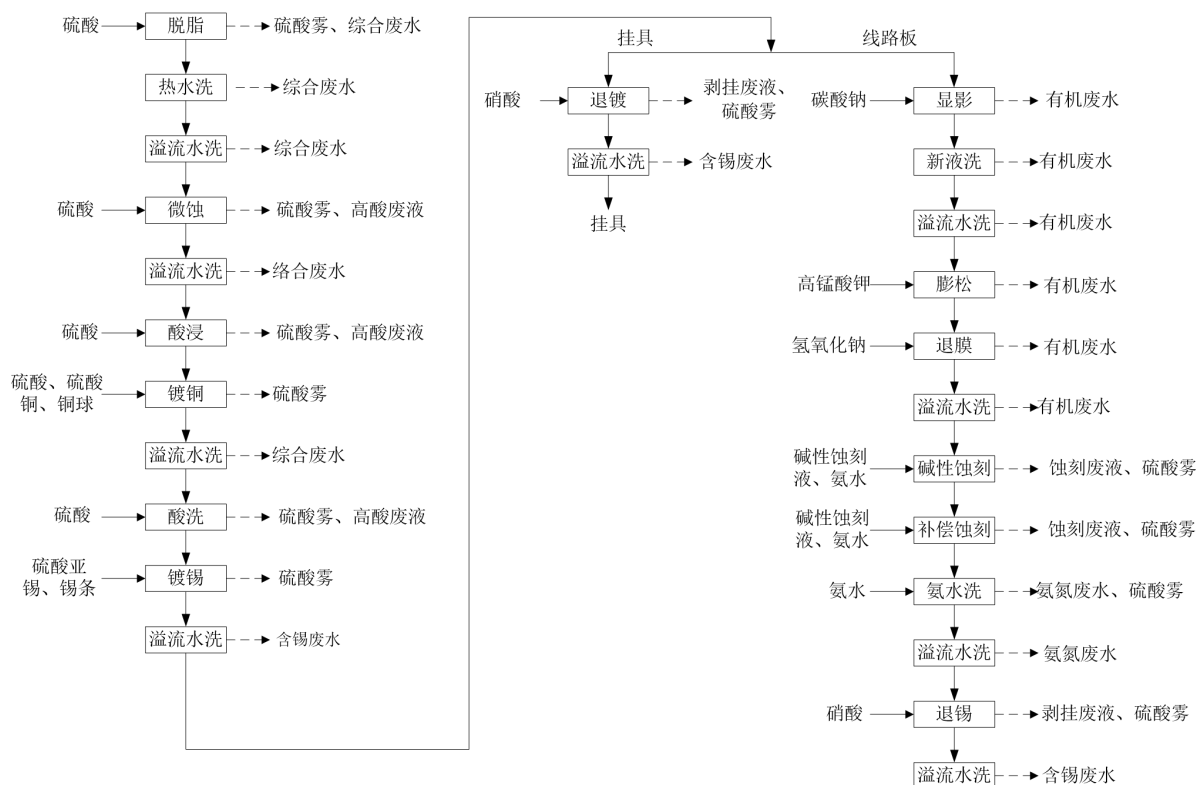 硫酸
脱脂
硫酸雾、综合废水
热水洗
综合废水
溢流水洗
综合废水
硫酸
微蚀
硫酸雾、高酸废液
溢流水洗
络合废水
硫酸
酸浸
硫酸雾、高酸废液
硫酸、硫酸
铜、铜球
镀铜
硫酸雾
溢流水洗
综合废水
硫酸
酸洗
硫酸雾、高酸废液
硫酸亚
锡、锡条
镀锡
硫酸雾
溢流水洗
含锡废水
挂具
线路板
硝酸
退镀
剥挂废液、
硫酸雾
溢流水洗
含锡废水
挂具
碳酸钠
显影
有机废水
新液洗
有机废水
溢流水洗
有机废水
高锰酸钾
膨松
有机废水
氢氧化钠
退膜
有机废水
溢流水洗
有机废水
碱性蚀刻
液、氨水
碱性蚀刻
蚀刻废液、硫酸雾
碱性蚀刻
液、氨水
补偿蚀刻
蚀刻废液、硫酸雾
氨水
氨水洗
氨氮废水、硫酸雾
溢流水洗
氨氮废水
硝酸
退锡
剥挂废液、硫酸雾
溢流水洗
含锡废水